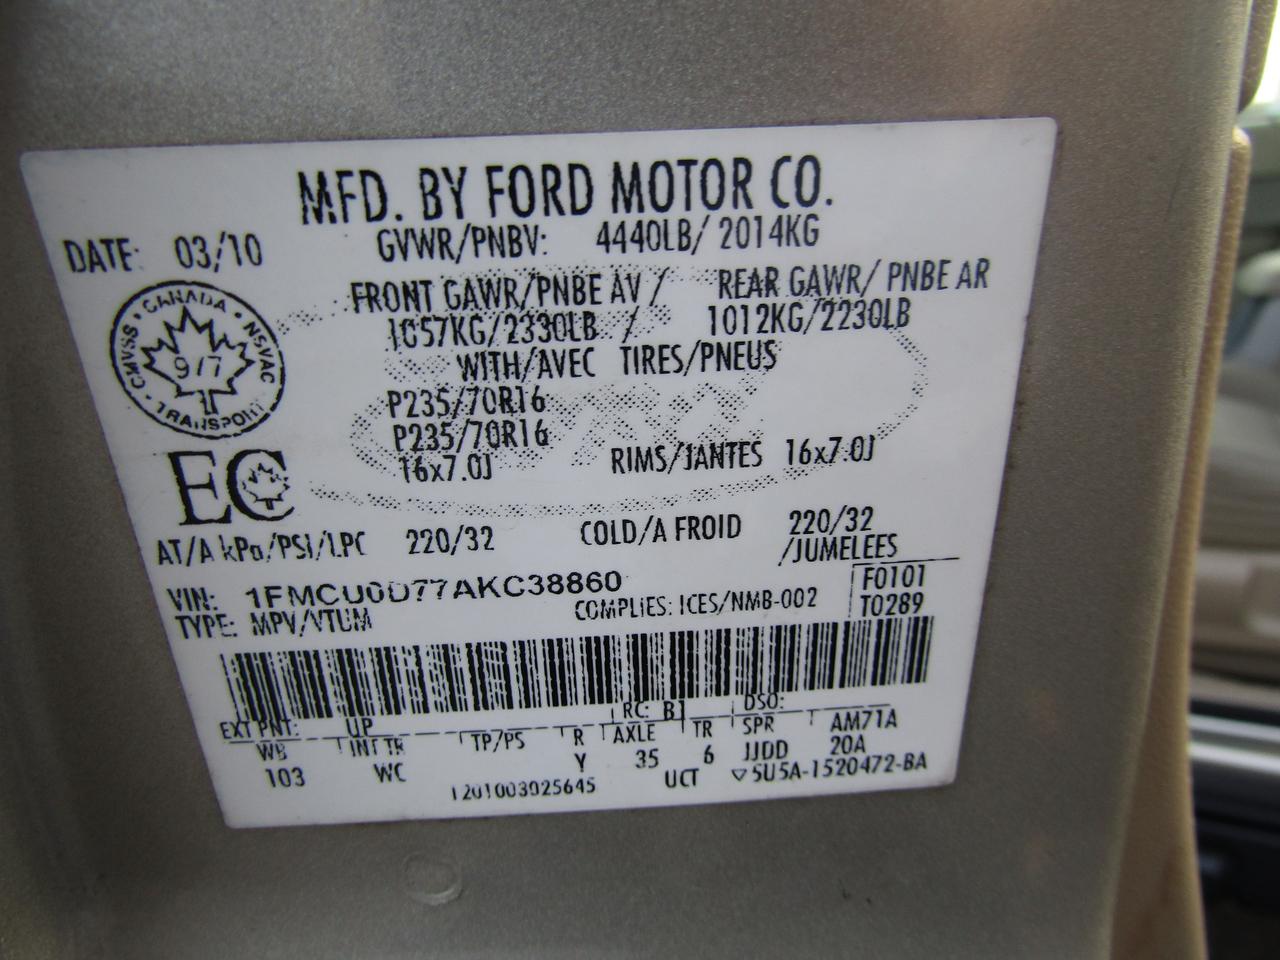 MFD. BY FORD MOTOR CO.
DATE: 03/10 GVWR/PNBV: 4440LB/ 2014KG
FRONT GAWR/PNBE AV / REAR GAWR/ PNBE AR
1057KG/2330LB / 1012KG/2230LB
WITH/AVEC TIRES/PNEUS
CANADA • NSVAC • TRANSPORT • CMVSS •
917
P235/70R16
P235/70R16
16x7.0J RIMS/JANTES 16x7.0J
EC
AT/A kPa/PSI/LPC 220/32 COLD/A FROID 220/32
/JUMELEES
VIN: 1FMCU0D77AKC38860 F0101
TYPE: MPV/VTUM COMPLIES: ICES/NMB-002 T0289
EXT PNT: UP RC: B1 DSO:
WB INT TR TP/PS R AXLE TR SPR AM71A
103 WC Y 35 6 JJDD 20A
1201003025645 UCT ▽5U5A-1520472-BA